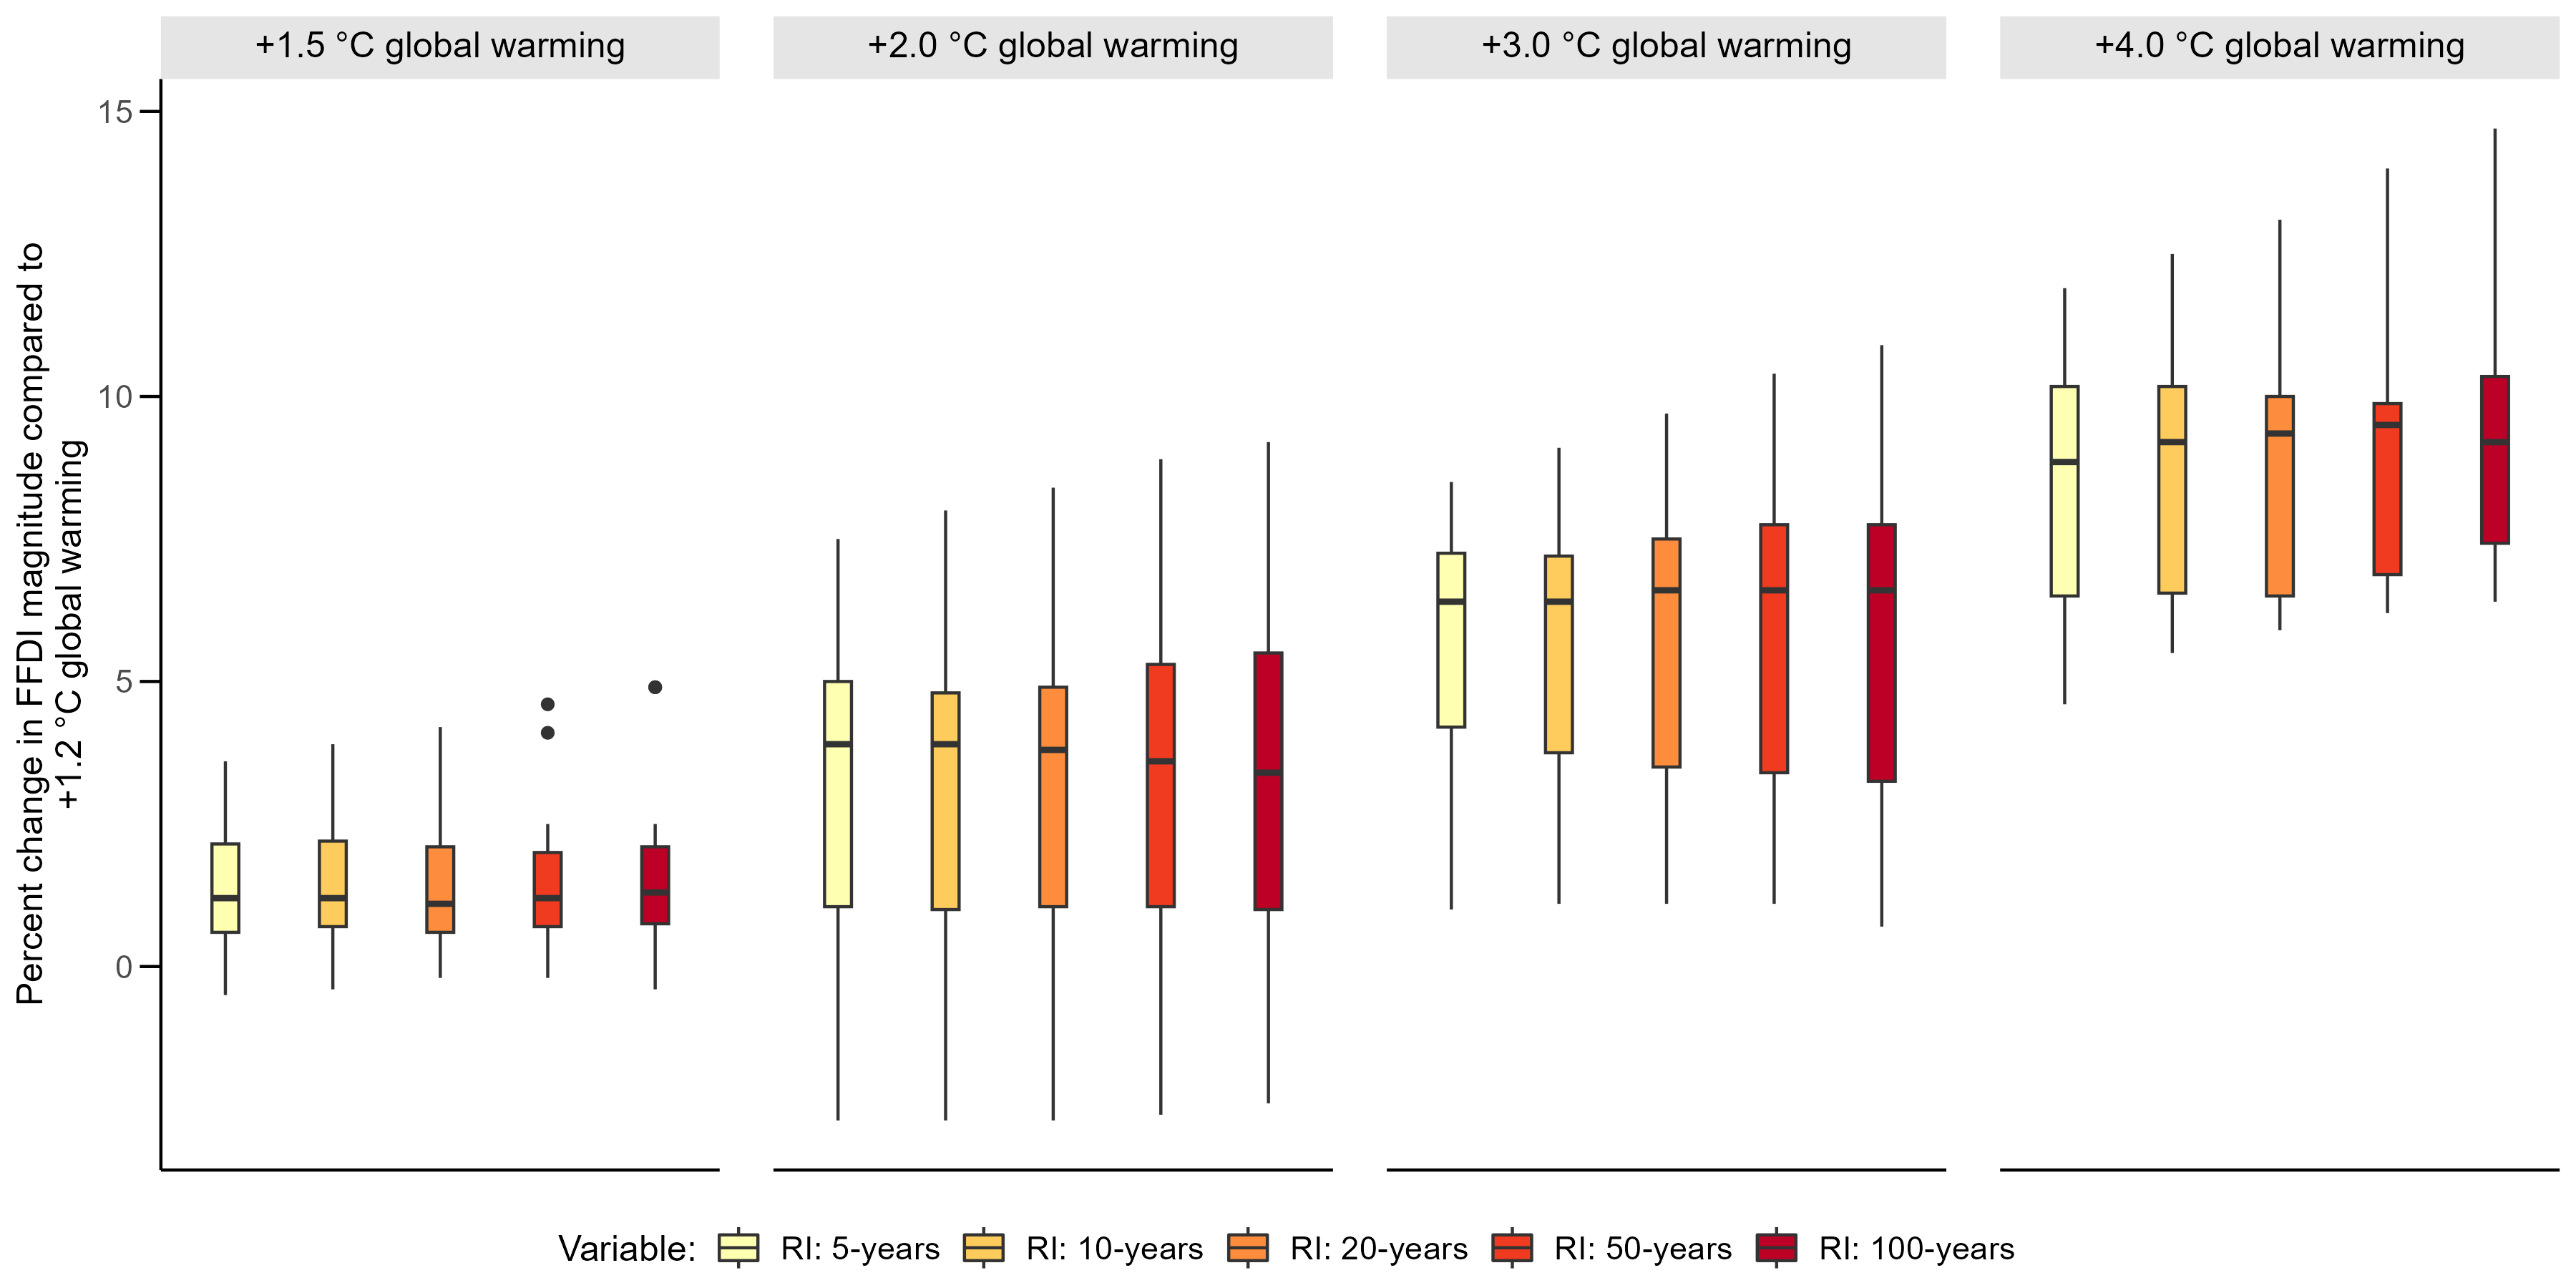 +1.5 °C global warming
+2.0 °C global warming
+3.0 °C global warming
+4.0 °C global warming
Percent change in FFDI magnitude compared to
+1.2 °C global warming
15
10
5
0
Variable: RI: 5-years RI: 10-years RI: 20-years RI: 50-years RI: 100-years